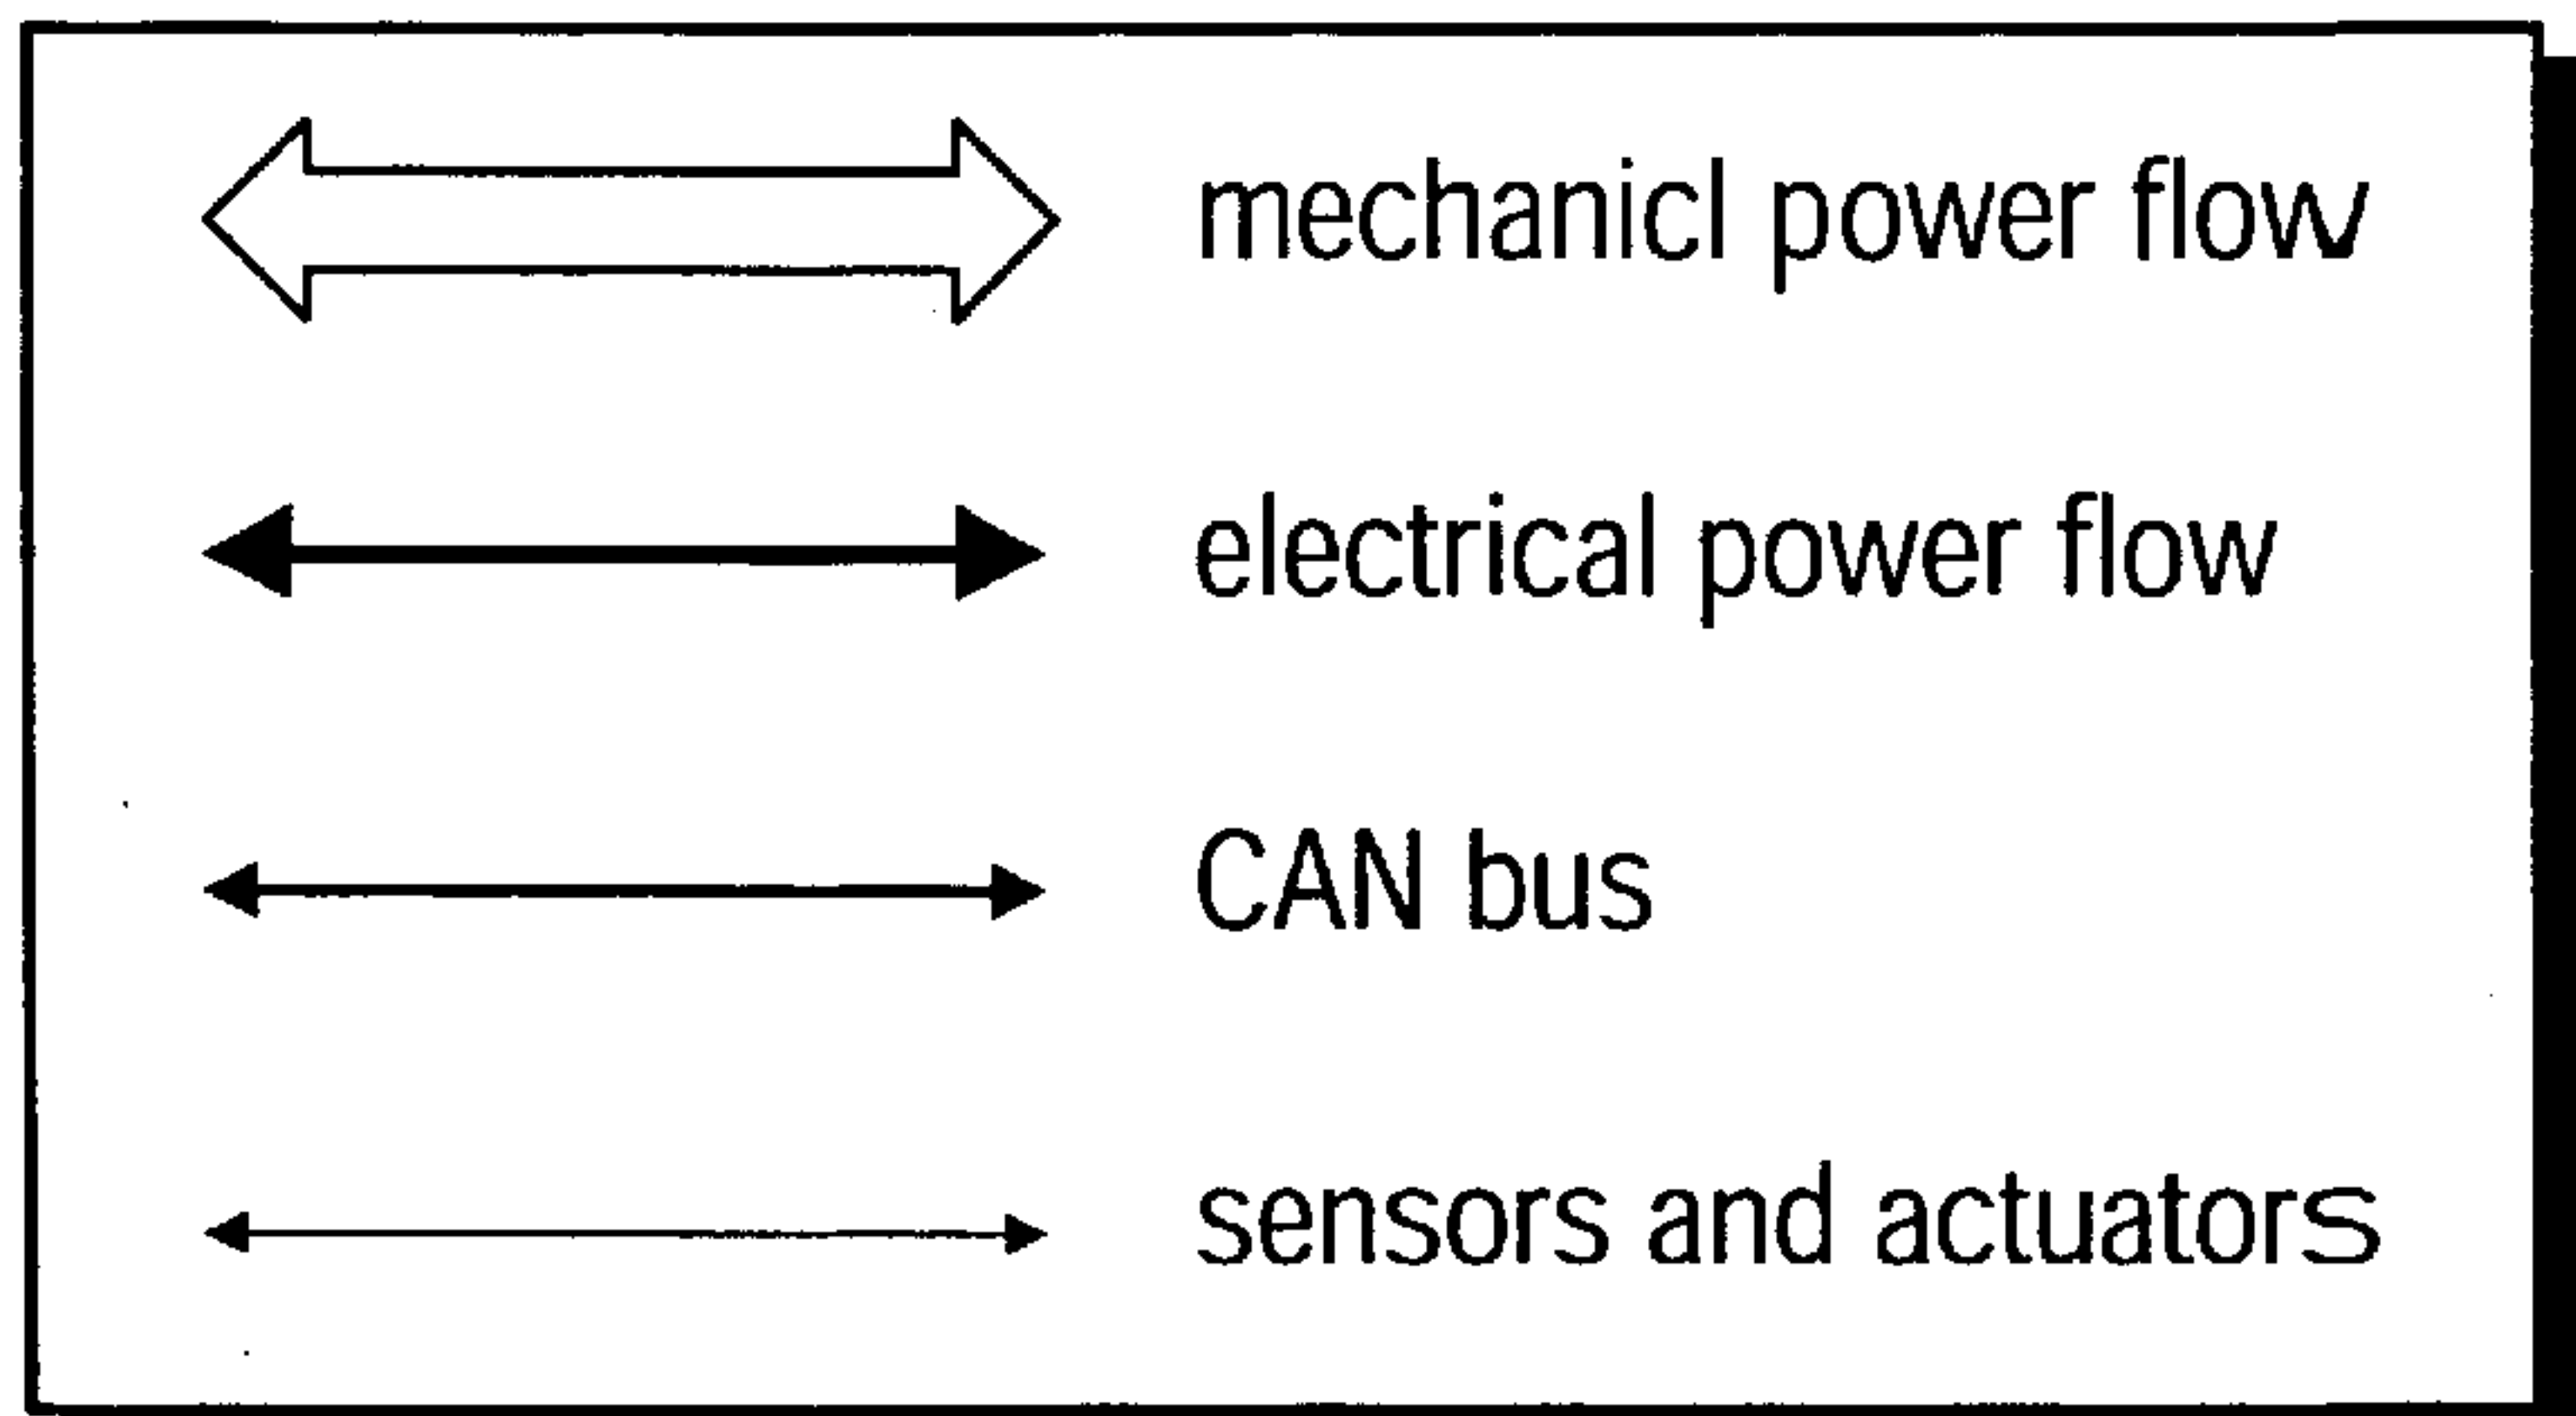 mechanicl power flow
electrical power flow
CAN bus
sensors and actuators